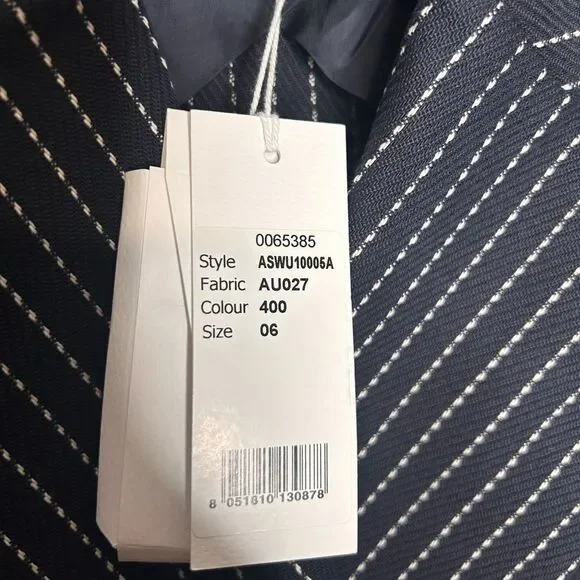 0065385
Style ASWU10005A
Fabric AU027
Colour 400
Size 06
8 051610 130878